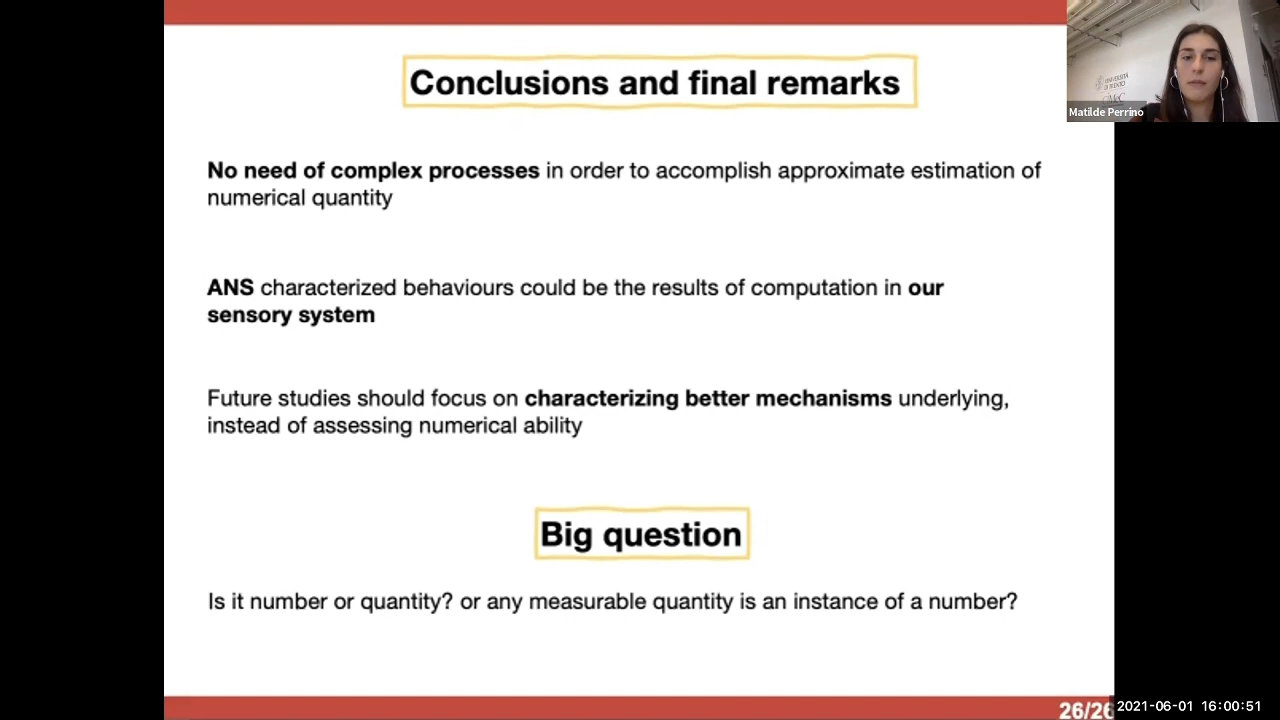 Conclusions and final remarks
No need of complex processes in order to accomplish approximate estimation of
numerical quantity
ANS characterized behaviours could be the results of computation in our
sensory system
Future studies should focus on characterizing better mechanisms underlying,
instead of assessing numerical ability
Big question
Is it number or quantity? or any measurable quantity is an instance of a number?
26/26
Matilde Perrino
2021-06-01 16:00:51